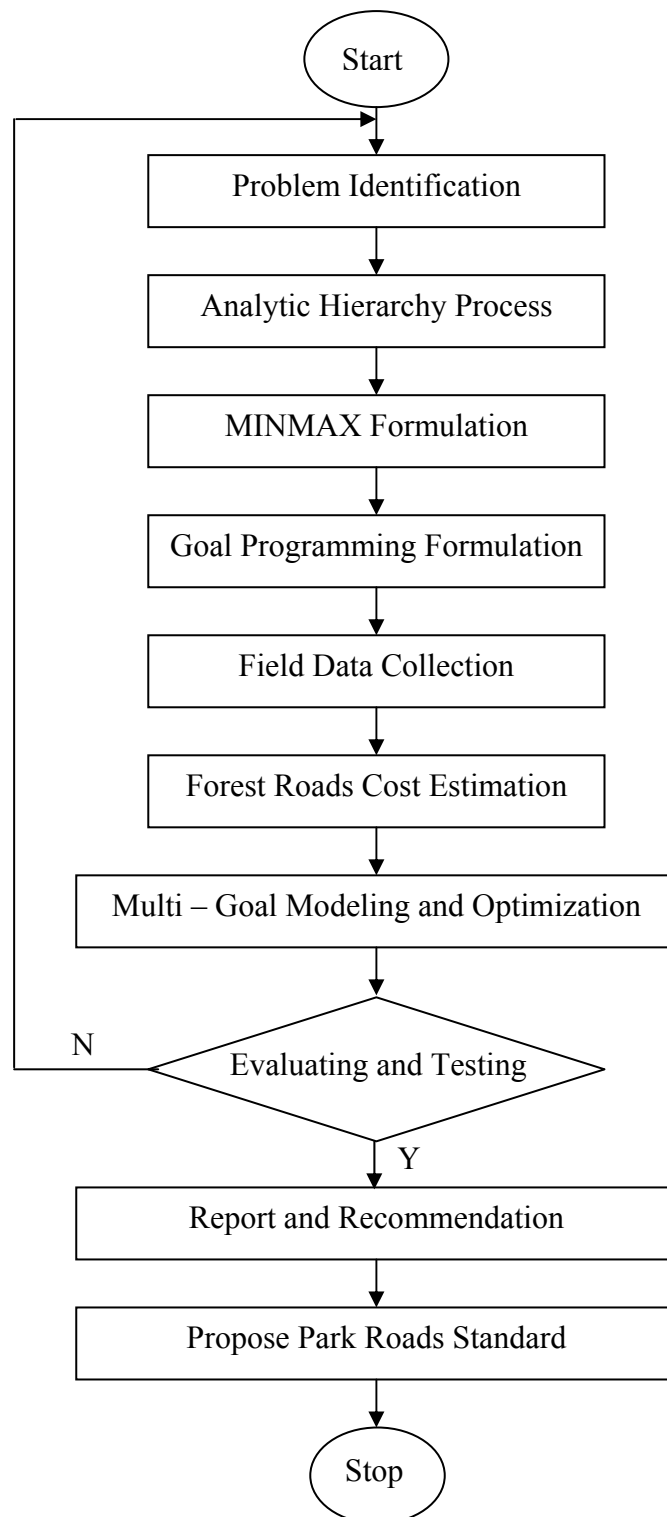 Start
Problem Identification
Analytic Hierarchy Process
MINMAX Formulation
Goal Programming Formulation
Field Data Collection
Forest Roads Cost Estimation
Multi – Goal Modeling and Optimization
N
Evaluating and Testing
Y
Report and Recommendation
Propose Park Roads Standard
Stop